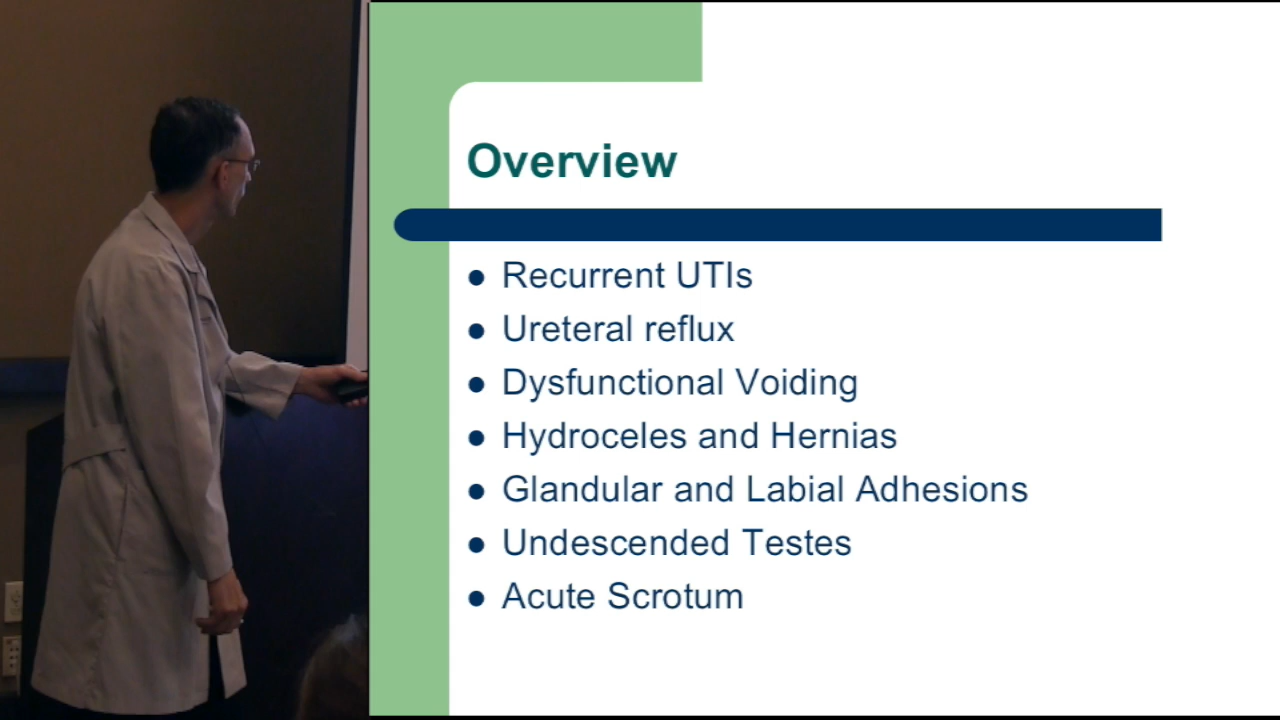 Overview
Recurrent UTIs
Ureteral reflux
Dysfunctional Voiding
Hydroceles and Hernias
Glandular and Labial Adhesions
Undescended Testes
Acute Scrotum